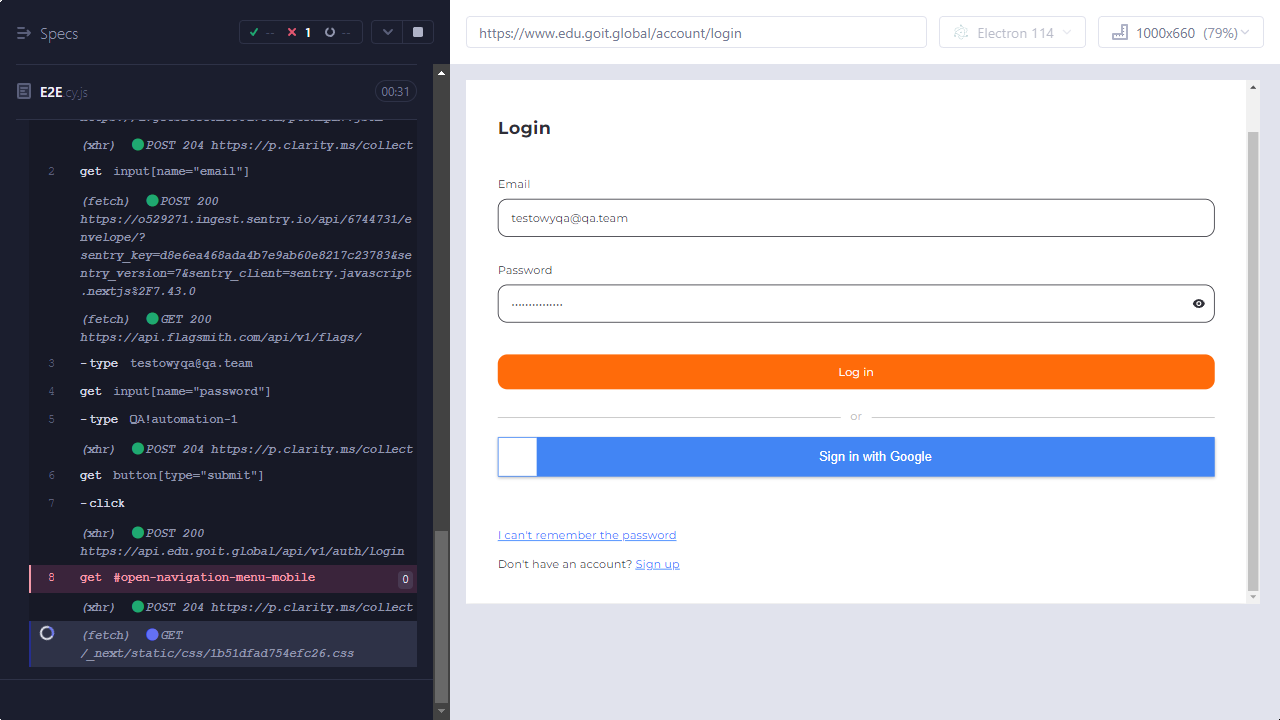 Specs
-- 1 --
E2E.cy.js
00:31
(xhr) POST 204 https://p.clarity.ms/collect
2 get input[name="email"]
(fetch) POST 200
https://o529271.ingest.sentry.io/api/6744731/e
nvelope/?
sentry_key=d8e6ea468ada4b7e9ab60e8217c23783&se
ntry_version=7&sentry_client=sentry.javascript
.nextjs%2F7.43.0
(fetch) GET 200
https://api.flagsmith.com/api/v1/flags/
3 -type testowyqa@qa.team
4 get input[name="password"]
5 -type QA!automation-1
(xhr) POST 204 https://p.clarity.ms/collect
6 get button[type="submit"]
7 -click
(xhr) POST 200
https://api.edu.goit.global/api/v1/auth/login
8 get #open-navigation-menu-mobile 0
(xhr) POST 204 https://p.clarity.ms/collect
(fetch) GET
/_next/static/css/1b51dfad754efc26.css
https://www.edu.goit.global/account/login
Electron 114
1000x660 (79%)
Login
Email
testowyqa@qa.team
Password
Log in
or
Sign in with Google
I can't remember the password
Don't have an account? Sign up